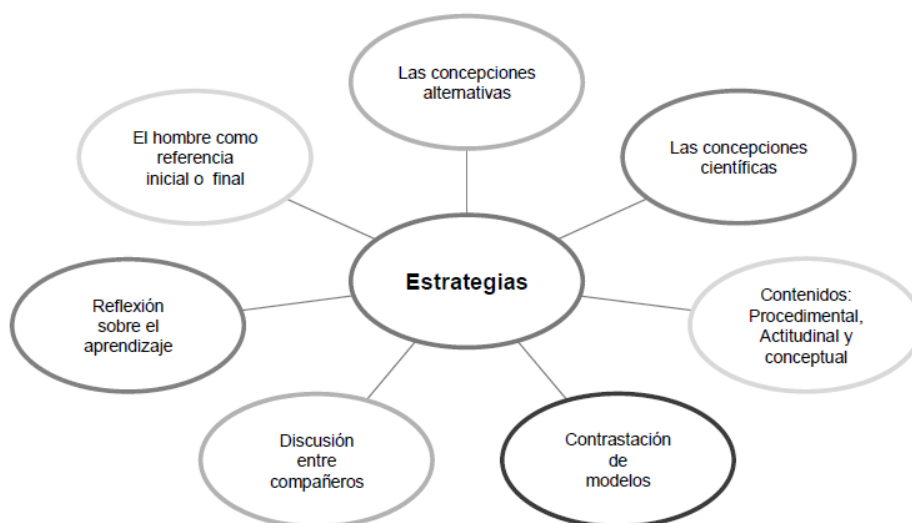 Las concepciones
alternativas
El hombre como
referencia
inicial o final
Las concepciones
científicas
Estrategias
Reflexión
sobre el
aprendizaje
Contenidos:
Procedimental,
Actitudinal y
conceptual
Discusión
entre
compañeros
Contrastación
de
modelos